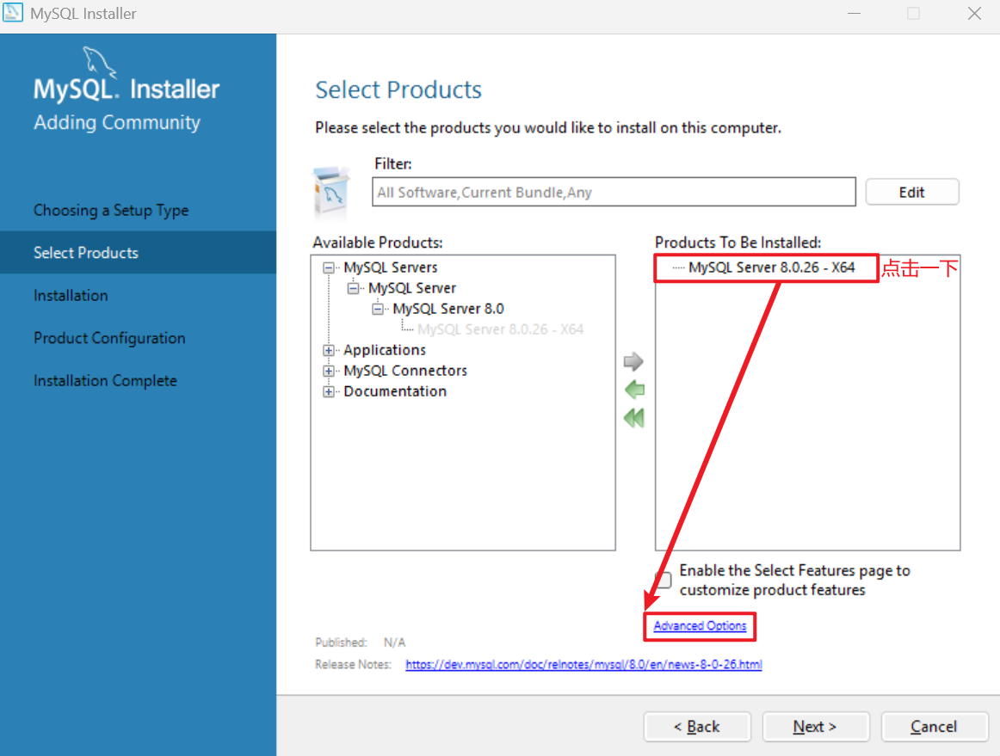 MySQL Installer
MySQL. Installer
Adding Community
Choosing a Setup Type
Select Products
Installation
Product Configuration
Installation Complete
Select Products
Please select the products you would like to install on this computer.
Filter:
All Software,Current Bundle,Any
Edit
Available Products:
MySQL Servers
MySQL Server
MySQL Server 8.0
MySQL Server 8.0.26 - X64
Applications
MySQL Connectors
Documentation
Products To Be Installed:
MySQL Server 8.0.26 - X64 点击一下
Enable the Select Features page to
customize product features
Advanced Options
Published: N/A
Release Notes: https://dev.mysql.com/doc/relnotes/mysql/8.0/en/news-8-0-26.html
< Back
Next >
Cancel